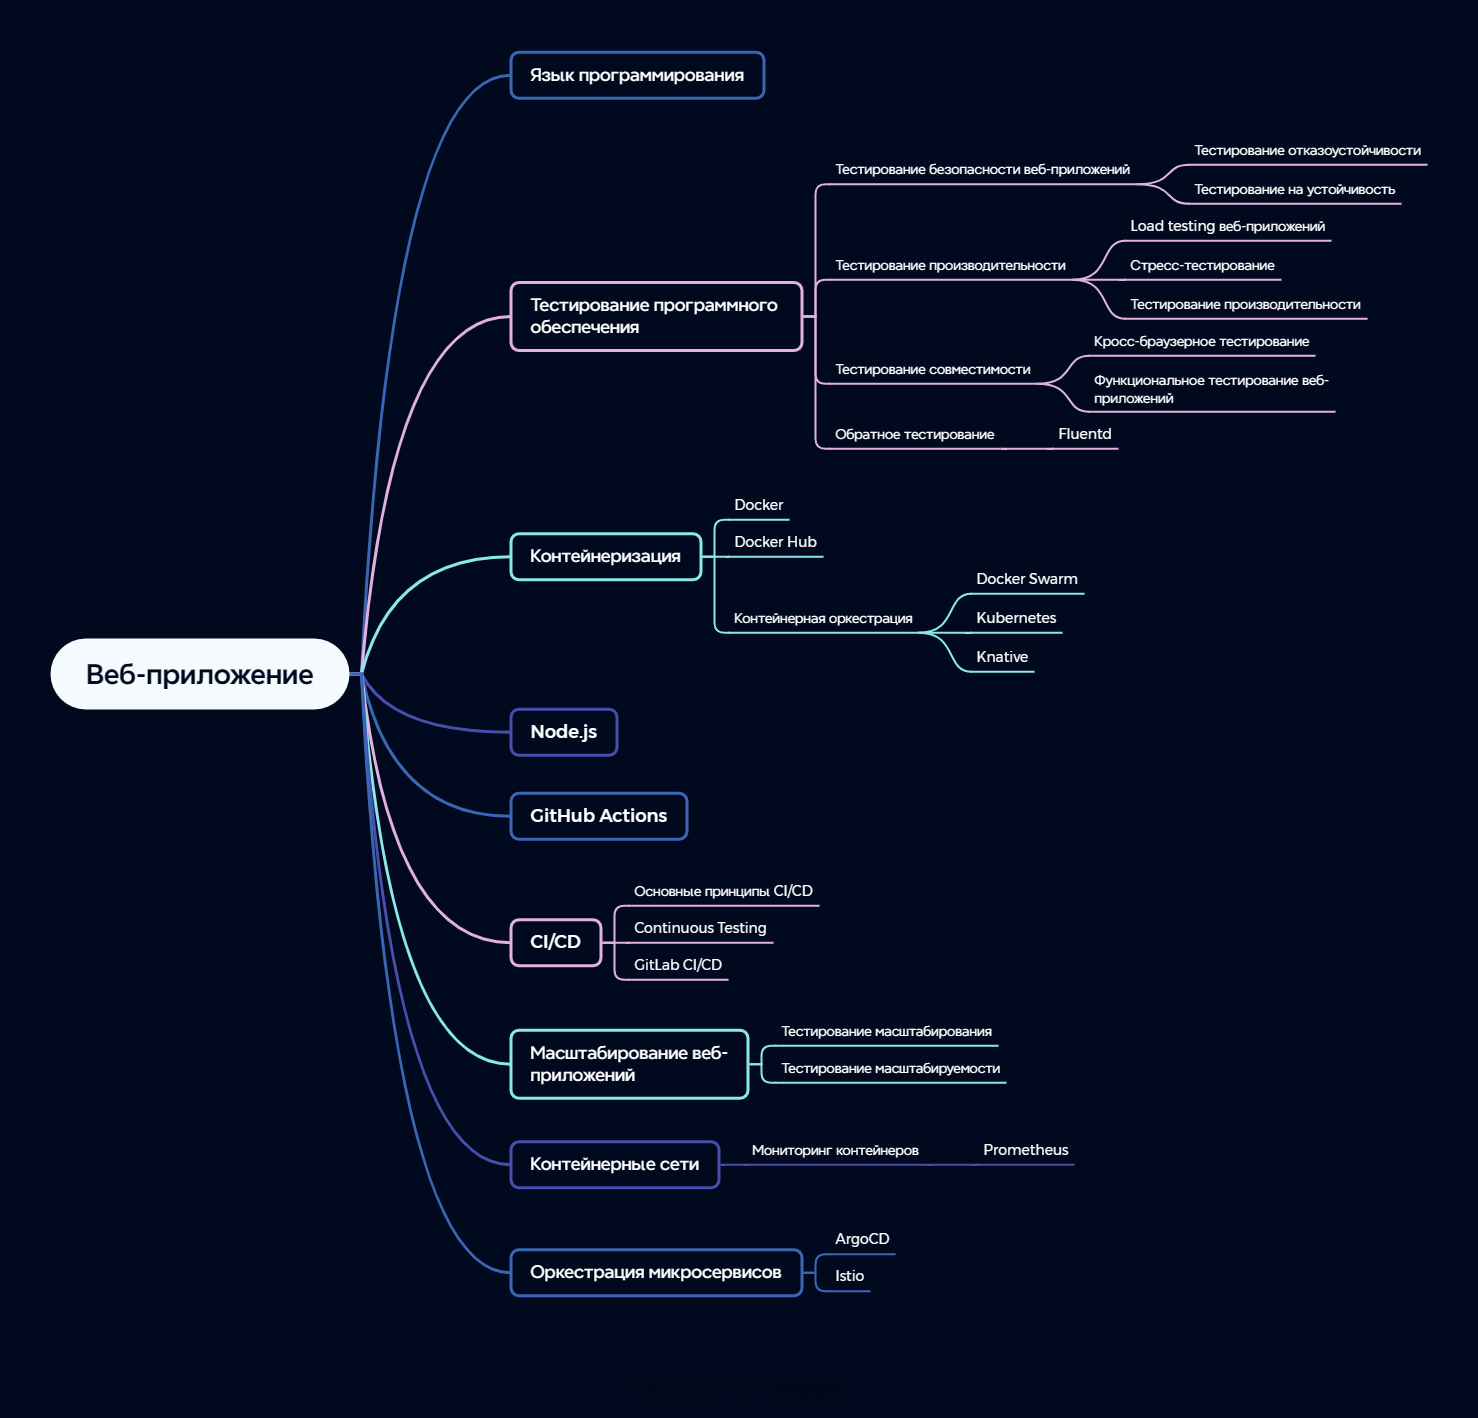 Веб-приложение
Язык программирования
Тестирование программного
обеспечения
Тестирование безопасности веб-приложений
Тестирование отказоустойчивости
Тестирование на устойчивость
Тестирование производительности
Load testing веб-приложений
Стресс-тестирование
Тестирование производительности
Тестирование совместимости
Кросс-браузерное тестирование
Функциональное тестирование веб-
приложений
Обратное тестирование
Fluentd
Контейнеризация
Docker
Docker Hub
Контейнерная оркестрация
Docker Swarm
Kubernetes
Knative
Node.js
GitHub Actions
CI/CD
Основные принципы CI/CD
Continuous Testing
GitLab CI/CD
Масштабирование веб-
приложений
Тестирование масштабирования
Тестирование масштабируемости
Контейнерные сети
Мониторинг контейнеров
Prometheus
Оркестрация микросервисов
ArgoCD
Istio